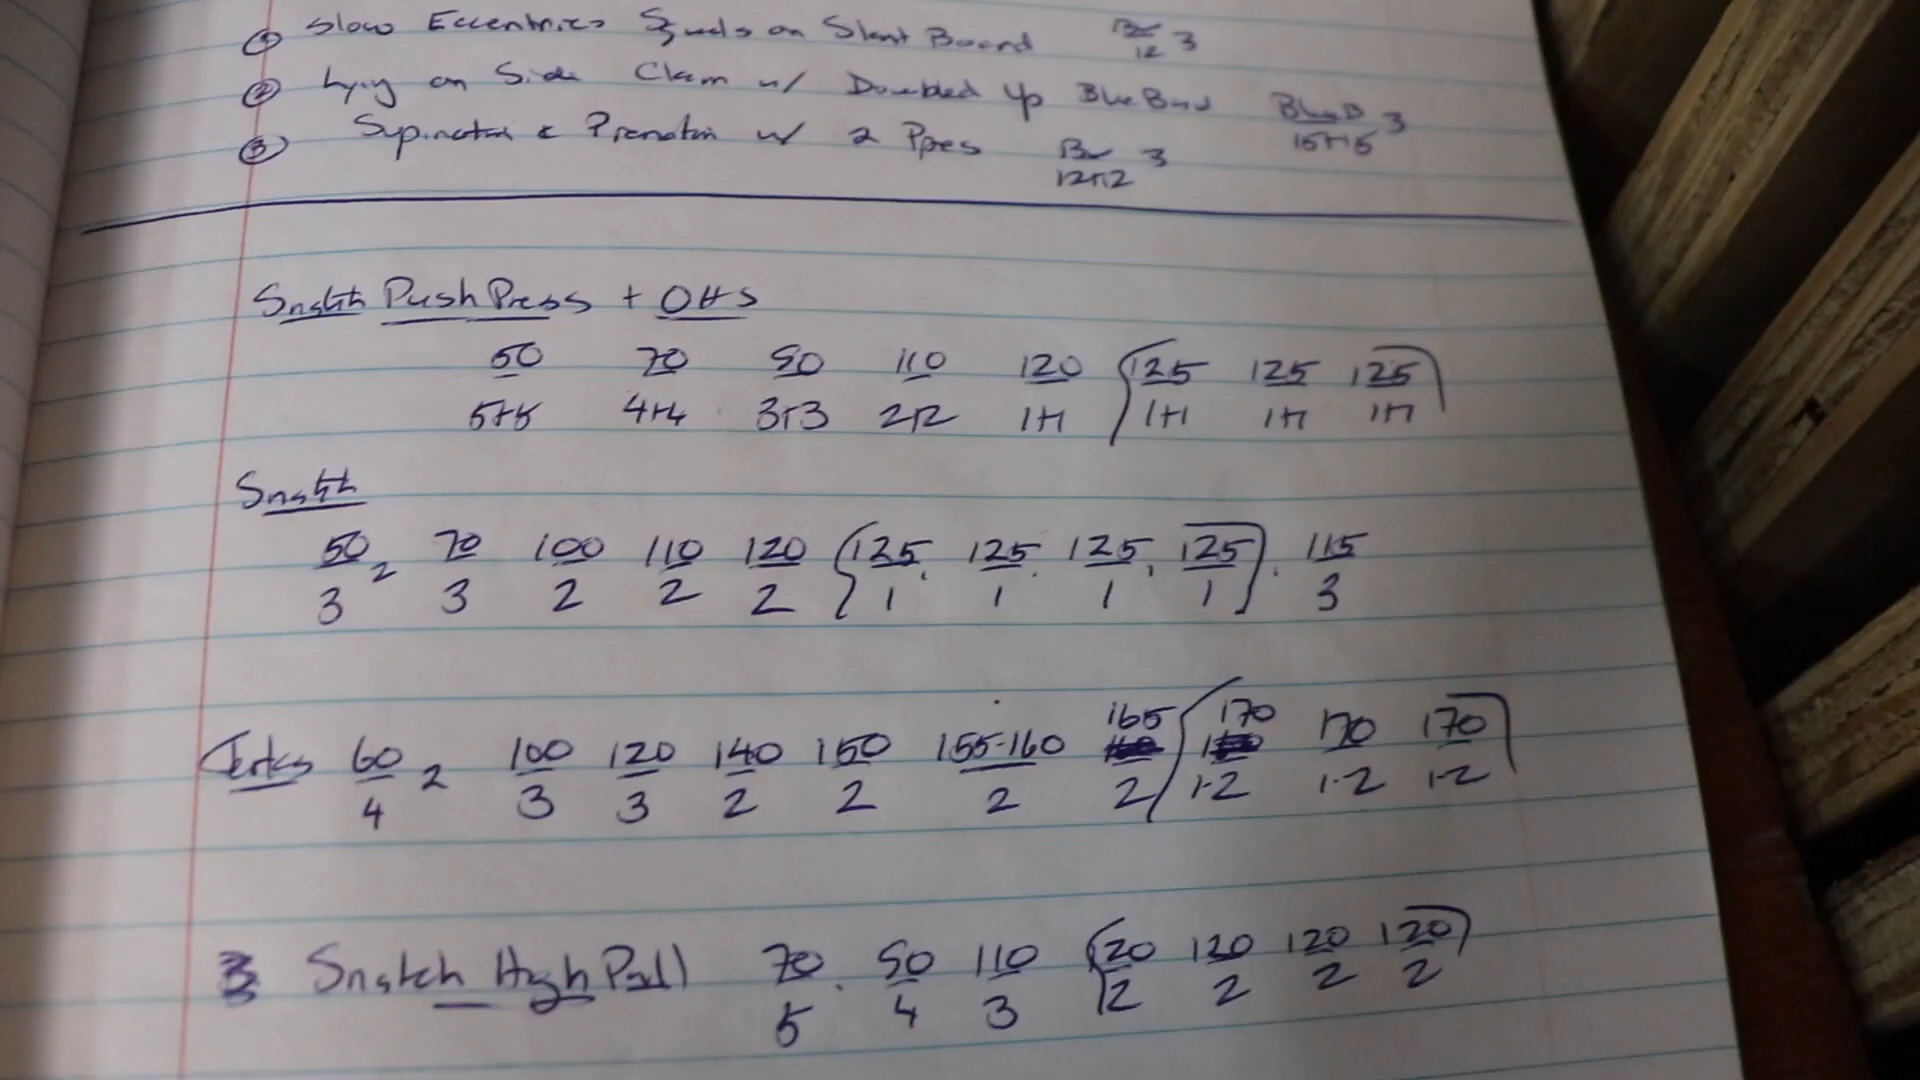 ① Slow Eccentrics Squats on Slant Board 12 3
② Lying on Side Clam w/ Doubled Up Blue Band 15+15 3
③ Supination & Pronation w/ 2 Pipes 12+12 3
Snatch Push Press + OHS
50 70 90 110 120 (125 125 125)
5+5 4+4 3+3 2+2 1+1 1+1 1+1 1+1
Snatch
50 2 70 100 110 120 (125 125 125 125) 115
3 3 2 2 2 1 1 1 1 3
165 (170 170 170)
Jerks 60 2 100 120 140 150 155-160
4 3 3 2 2 2 2 1-2 1-2 1-2
3 Snatch High Pull 70 90 110 (120 120 120 120)
5 4 3 2 2 2 2